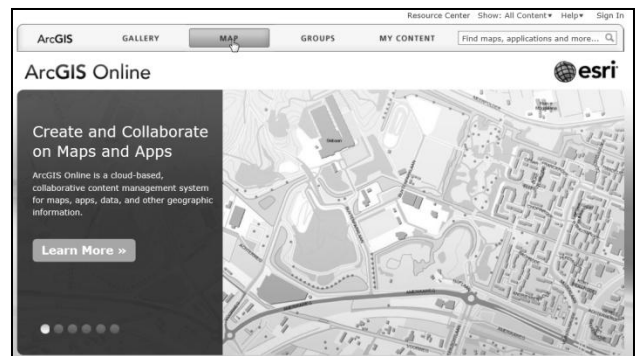 Resource Center Show: All Content▾ Help▾ Sign In
ArcGIS GALLERY MAP GROUPS MY CONTENT Find maps, applications and more...
ArcGIS Online esri
Create and Collaborate
on Maps and Apps
ArcGIS Online is a cloud-based,
collaborative content management system
for maps, apps, data, and other geographic
information.
Learn More »